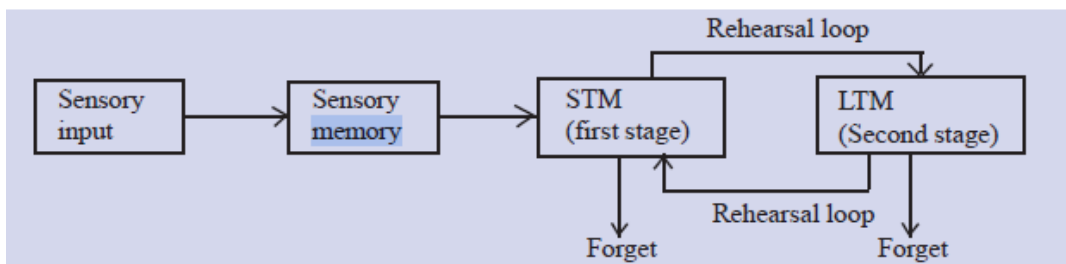 Rehearsal loop
Sensory
input
Sensory
memory
STM
(first stage)
LTM
(Second stage)
Rehearsal loop
Forget
Forget